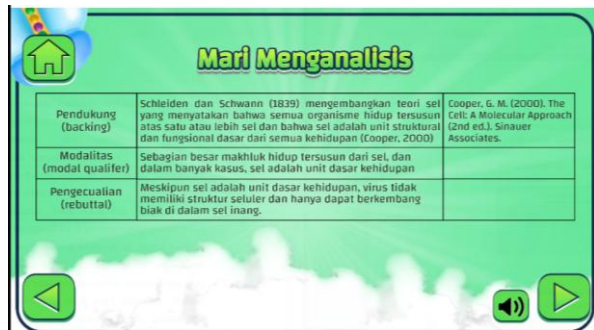 Mari Menganalisis
Pendukung
(backing)
Schleiden dan Schwann (1839) mengembangkan teori sel
yang menyatakan bahwa semua organisme hidup tersusun
atas satu atau lebih sel dan bahwa sel adalah unit struktural
dan fungsional dasar dari semua kehidupan (Cooper, 2000)
Cooper, G. M. (2000). The
Cell: A Molecular Approach
(2nd ed.). Sinauer
Associates.
Modalitas
(modal qualifer)
Sebagian besar makhluk hidup tersusun dari sel, dan
dalam banyak kasus, sel adalah unit dasar kehidupan
Pengecualian
(rebuttal)
Meskipun sel adalah unit dasar kehidupan, virus tidak
memiliki struktur seluler dan hanya dapat berkembang
biak di dalam sel inang.